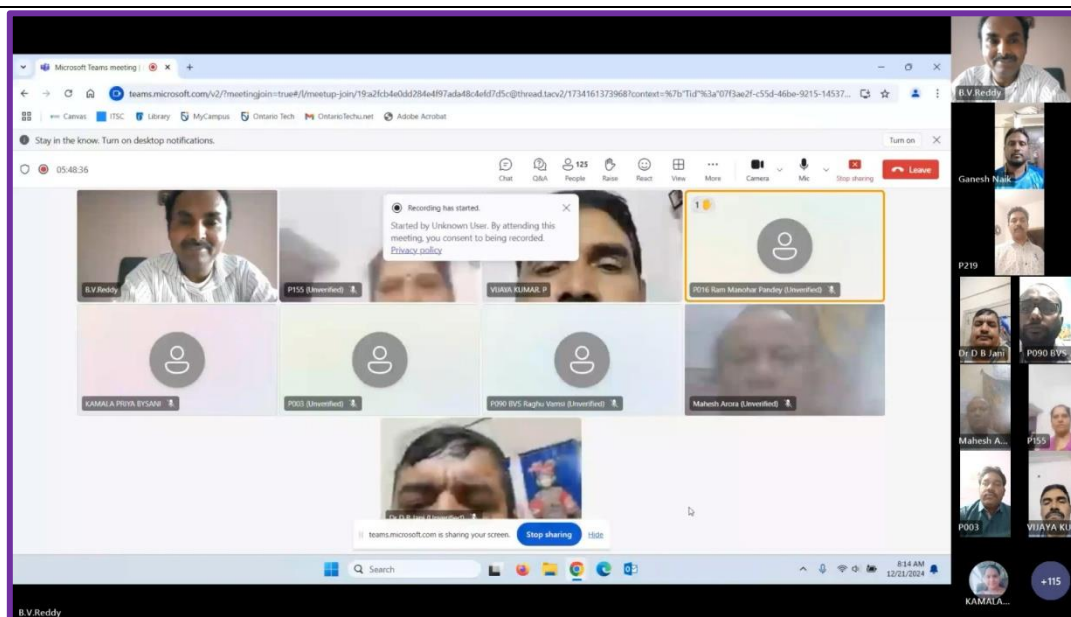 B.V.Reddy
Microsoft Teams meeting |
teams.microsoft.com/v2/?meetingjoin=true#/l/meetup-join/19:a2fcb4e0dd284e4f97ada48c4efd7d5c@thread.tacv2/1734161373968?context=%7b"Tid"%3a"07f3ae2f-c55d-46be-9215-14537...
Canvas ITSC Library MyCampus Ontario Tech OntarioTechu.net Adobe Acrobat
Stay in the know. Turn on desktop notifications. Turn on
05:48:36 Chat Q&A 125 People Raise React View More Camera Mic Stop sharing Leave
Ganesh Naik
Recording has started.
Started by Unknown User. By attending this
meeting, you consent to being recorded.
Privacy policy
1
B.V.Reddy P155 (Unverified) VIJAYA KUMAR. P P016 Ram Manohar Pandey (Unverified)
P219
Dr D B Jani P090 BVS
KAMALA PRIYA BYSANI P003 (Unverified) P090 BVS Raghu Vamsi (Unverified) Mahesh Arora (Unverified)
Mahesh A... P155
Dr D B Jani (Unverified)
teams.microsoft.com is sharing your screen. Stop sharing Hide
P003 VIJAYA KU
Search 8:14 AM
12/21/2024
KAMALA... +115
B.V.Reddy